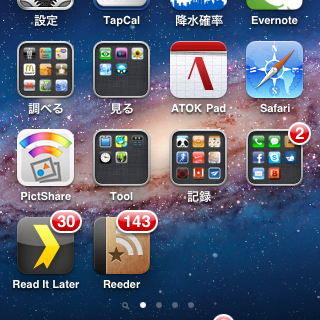 設定 TapCal 降水確率 Evernote
調べる 見る ATOK Pad Safari
2
PictShare Tool 記録
30 143
Read It Later Reeder